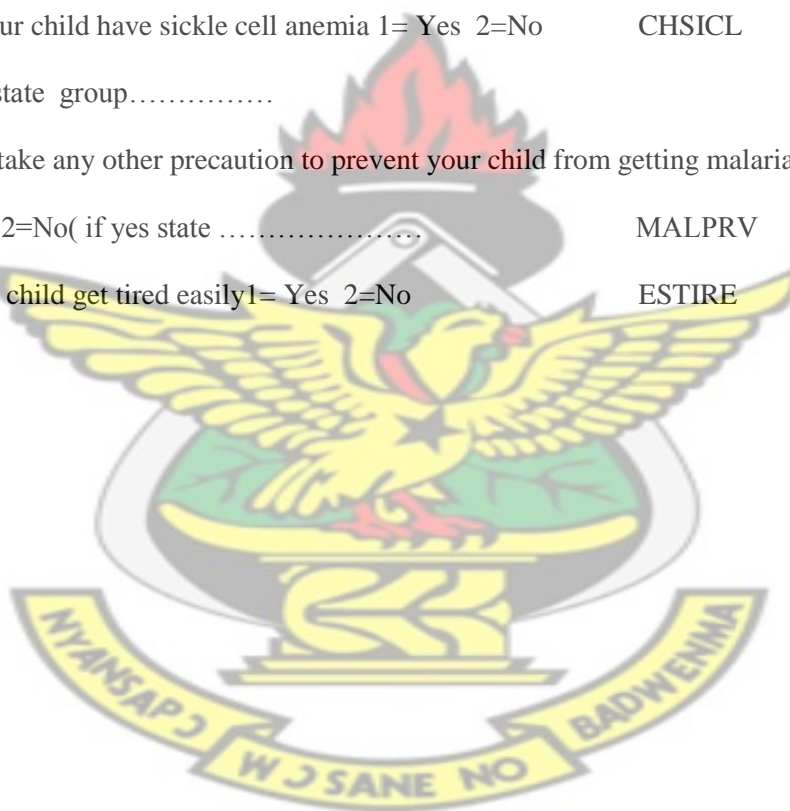 ur child have sickle cell anemia 1= Yes 2=No CHSICL
state group……………
take any other precaution to prevent your child from getting malaria
2=No( if yes state ………………… MALPRV
child get tired easily1= Yes 2=No ESTIRE
NYANSAPƆ
WƆ SANE NO
BADWENMA